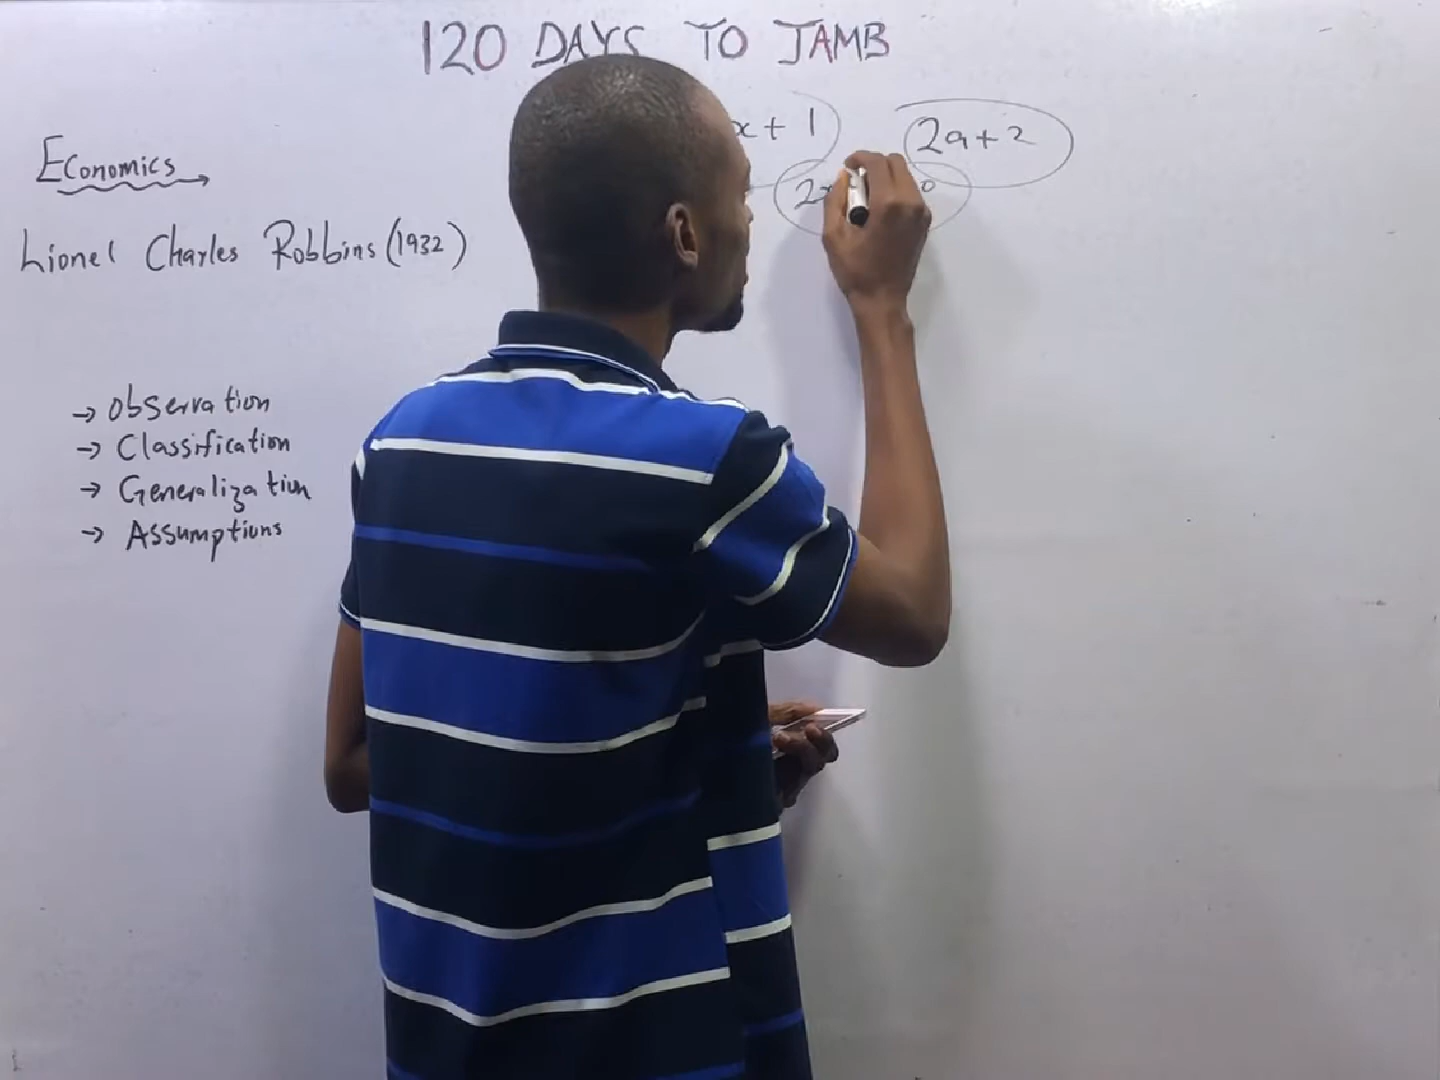 120 DAYS TO JAMB
Economics
Lionel Charles Robbins (1932)
→ Observation
→ Classification
→ Generalization
→ Assumptions
x + 1
2a + 2